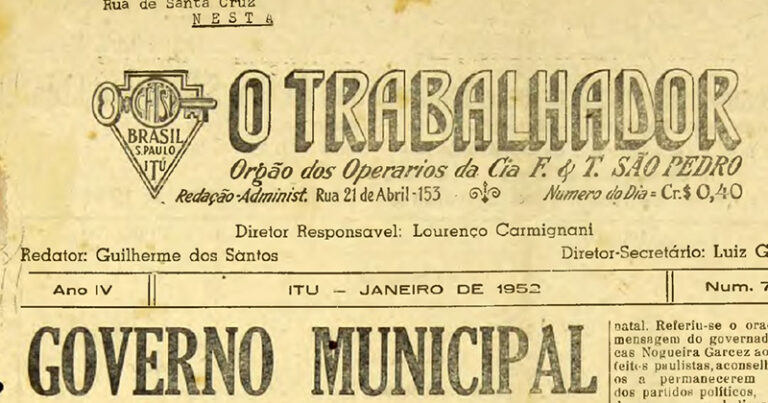 Rua de Santa Cruz
NESTA
CFTSP
BRASIL
S. PAULO
ITÚ
O TRABALHADOR
Orgão dos Operarios da Cia F. & T. SÃO PEDRO
Redação-Administ. Rua 21 de Abril-153 Numero do Dia = Cr.$ 0,40
Diretor Responsavel: Lourenço Carmignani
Redator: Guilherme dos Santos Diretor-Secretário: Luiz G
Ano IV ITU - JANEIRO DE 1952 Num. 7
GOVERNO MUNICIPAL
natal. Referiu-se o ora
mensagem do governad
cas Nogueira Garcez ao
feitos paulistas, aconsell
os a permanecerem
dos partidos políticos,